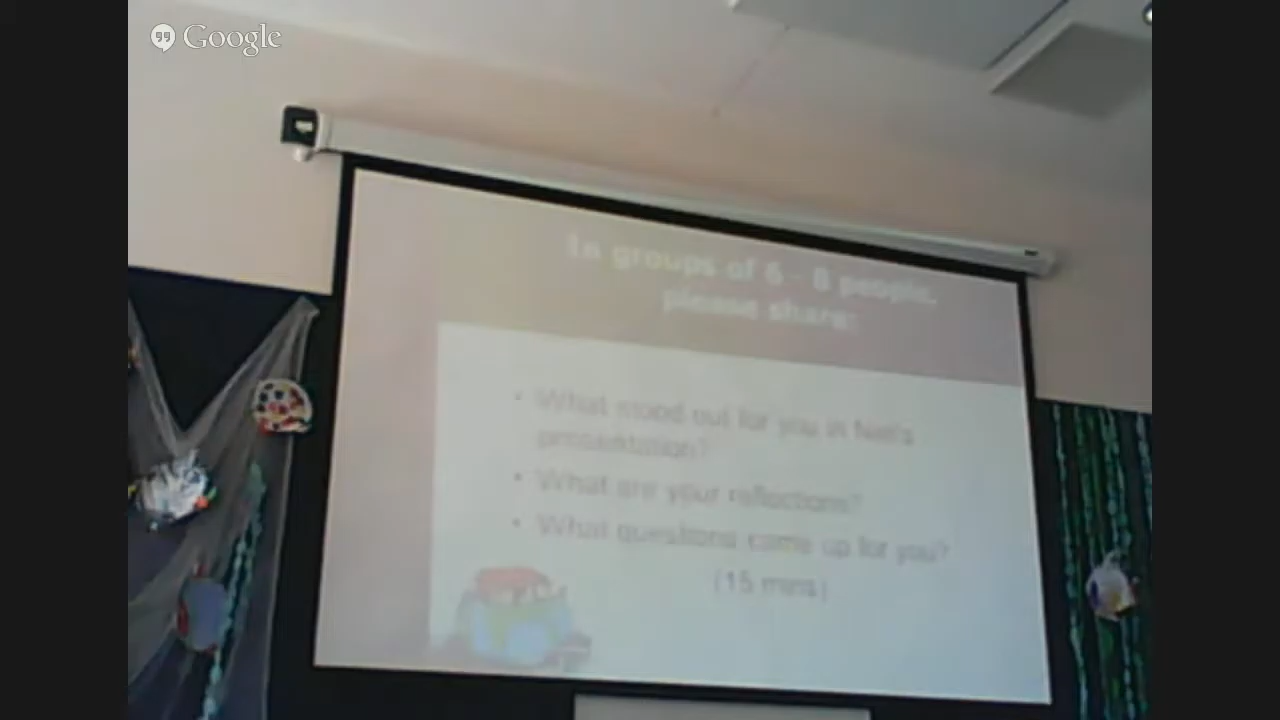 Google
In groups of 6 - 8 people,
please share:
• What stood out for you in
presentation?
• What are your reflections?
• What questions came up for you?
(15 mins)